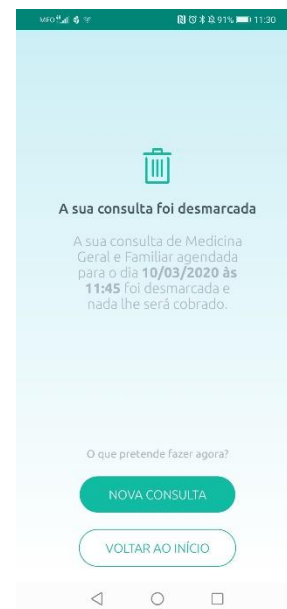 MEO
91% 11:30
A sua consulta foi desmarcada
A sua consulta de Medicina
Geral e Familiar agendada
para o dia 10/03/2020 às
11:45 foi desmarcada e
nada lhe será cobrado.
O que pretende fazer agora?
NOVA CONSULTA
VOLTAR AO INÍCIO